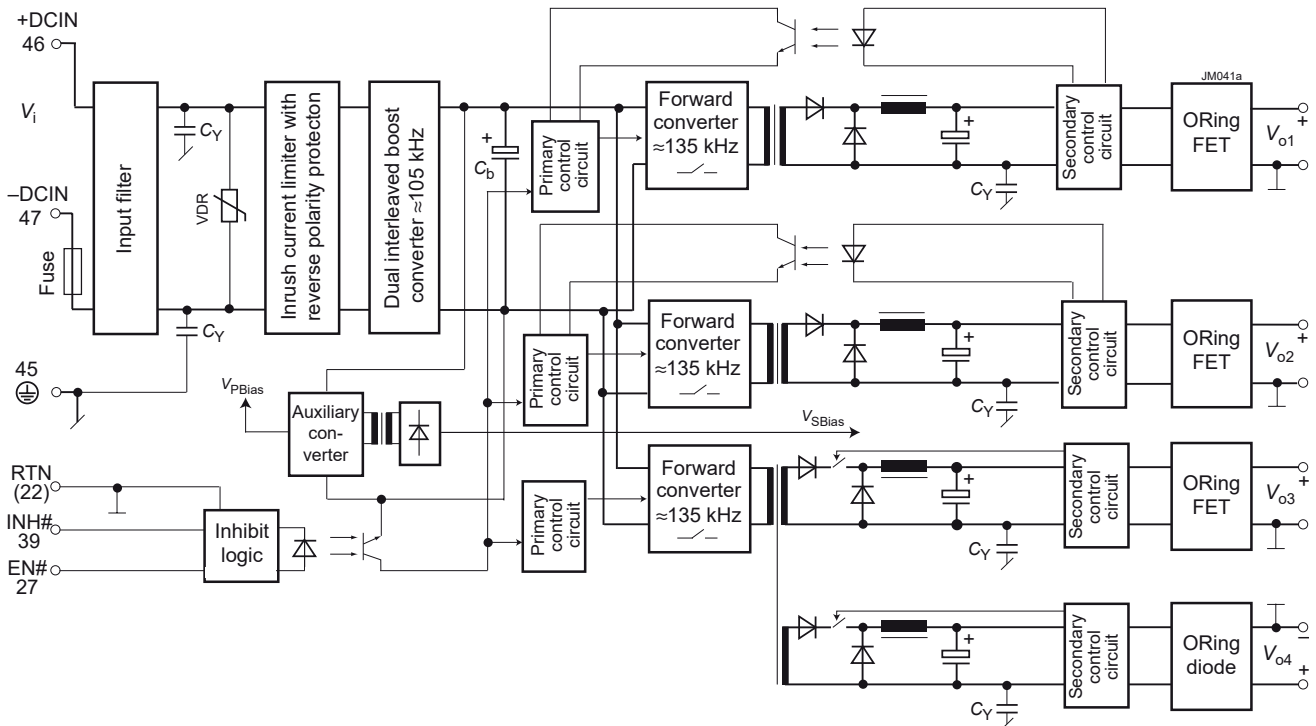 +DCIN
46
Vi
–DCIN
47
Fuse
45
Input filter
CY
CY
VDR
Inrush current limiter with
reverse polarity protecton
Dual interleaved boost
converter ≈105 kHz
+
Cb
Primary
control
circuit
Forward
converter
≈135 kHz
+
CY
Secondary
control
circuit
JM041a
ORing
FET
+
Vo1
Primary
control
circuit
Forward
converter
≈135 kHz
+
CY
Secondary
control
circuit
ORing
FET
+
Vo2
VPBias
Auxiliary
con-
verter
VSBias
RTN
(22)
INH#
39
EN#
27
Inhibit
logic
Primary
control
circuit
Forward
converter
≈135 kHz
+
CY
Secondary
control
circuit
ORing
FET
+
Vo3
+
CY
Secondary
control
circuit
ORing
diode
–
Vo4
+